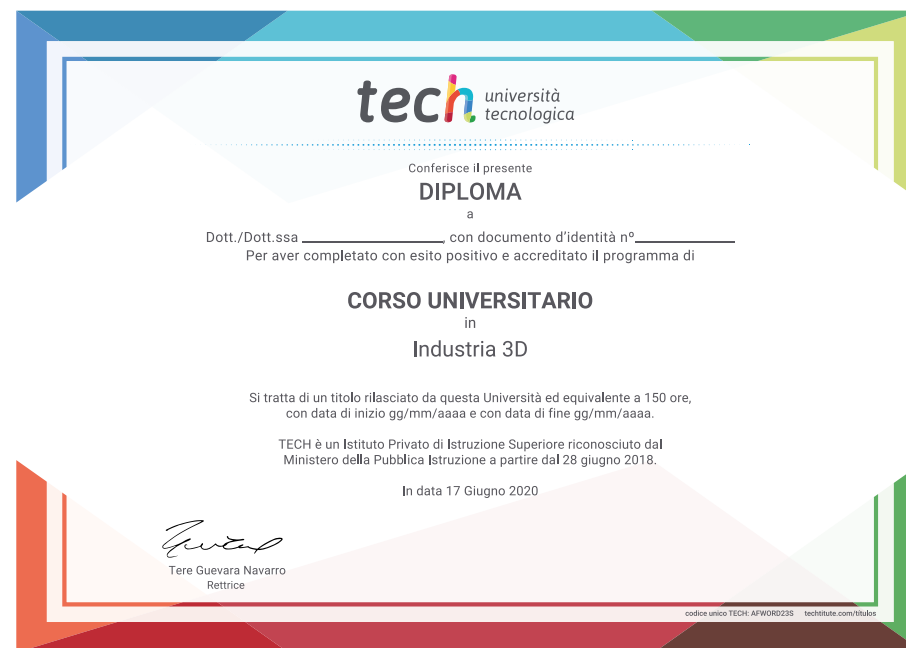 tech università
tecnologica
Conferisce il presente
DIPLOMA
a
Dott./Dott.ssa ____________________, con documento d'identità nº______________
Per aver completato con esito positivo e accreditato il programma di
CORSO UNIVERSITARIO
in
Industria 3D
Si tratta di un titolo rilasciato da questa Università ed equivalente a 150 ore,
con data di inizio gg/mm/aaaa e con data di fine gg/mm/aaaa.
TECH è un Istituto Privato di Istruzione Superiore riconosciuto dal
Ministero della Pubblica Istruzione a partire dal 28 giugno 2018.
In data 17 Giugno 2020
Tere Guevara Navarro
Rettrice
codice unico TECH: AFWORD23S techtitute.com/titulos